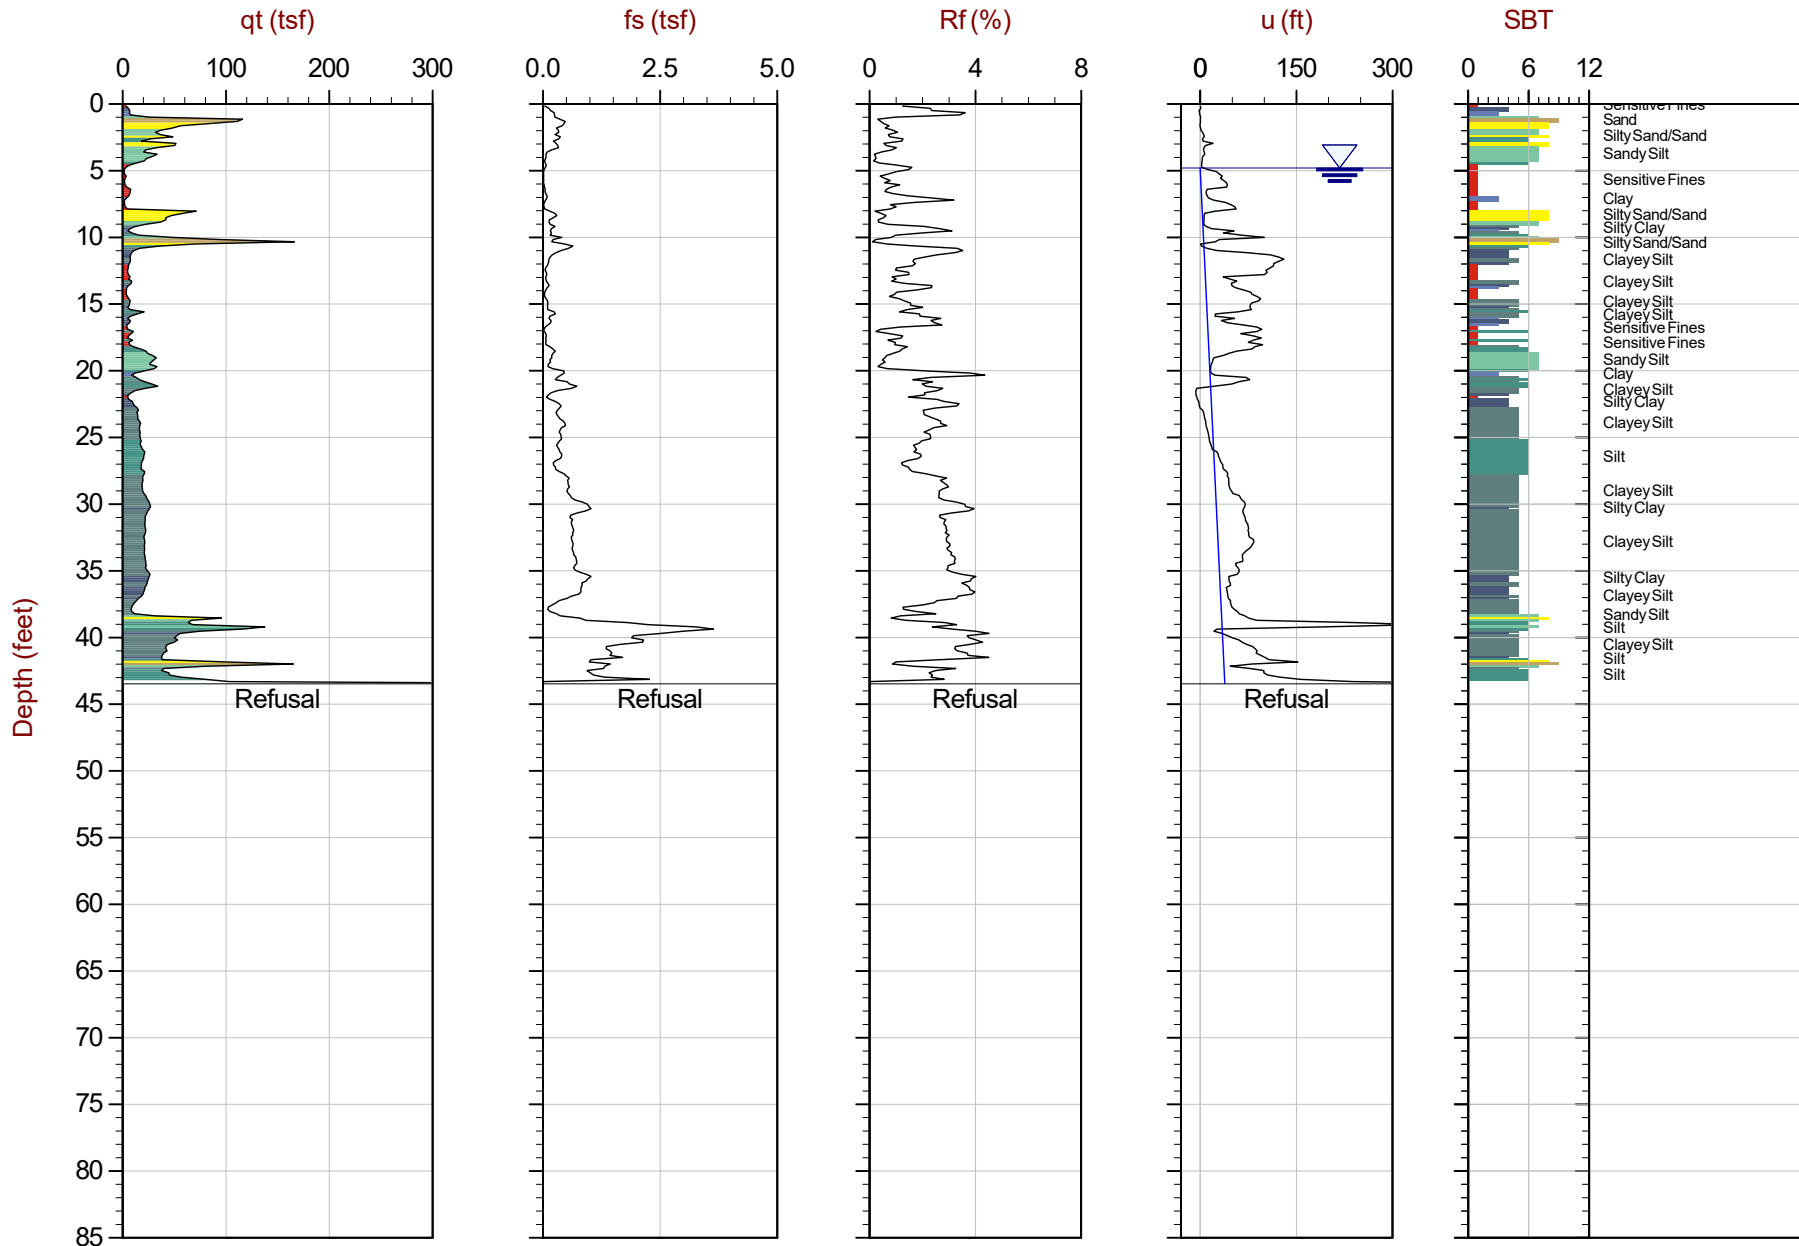 qt (tsf) fs (tsf) Rf (%) u (ft) SBT
0 100 200 300 0.0 2.5 5.0 0 4 8 0 150 300 0 6 12
0
5
10
15
20
25
30
35
40
45
50
55
60
65
70
75
80
85
Depth (feet)
Refusal Refusal Refusal Refusal
Sensitive Fines
Sand
Silty Sand/Sand
Sandy Silt
Sensitive Fines
Clay
Silty Sand/Sand
Silty Clay
Silty Sand/Sand
Clayey Silt
Clayey Silt
Clayey Silt
Clayey Silt
Sensitive Fines
Sensitive Fines
Sandy Silt
Clay
Clayey Silt
Silty Clay
Clayey Silt
Silt
Clayey Silt
Silty Clay
Clayey Silt
Silty Clay
Clayey Silt
Sandy Silt
Silt
Clayey Silt
Silt
Silt